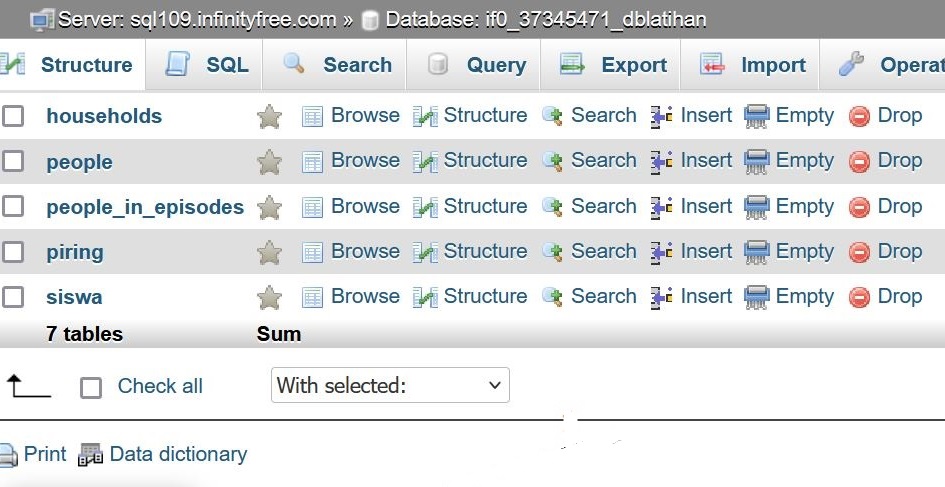 Server: sql109.infinityfree.com » Database: if0_37345471_dblatihan
Structure SQL Search Query Export Import Operat
households Browse Structure Search Insert Empty Drop
people Browse Structure Search Insert Empty Drop
people_in_episodes Browse Structure Search Insert Empty Drop
piring Browse Structure Search Insert Empty Drop
siswa Browse Structure Search Insert Empty Drop
7 tables Sum
Check all With selected:
Print Data dictionary